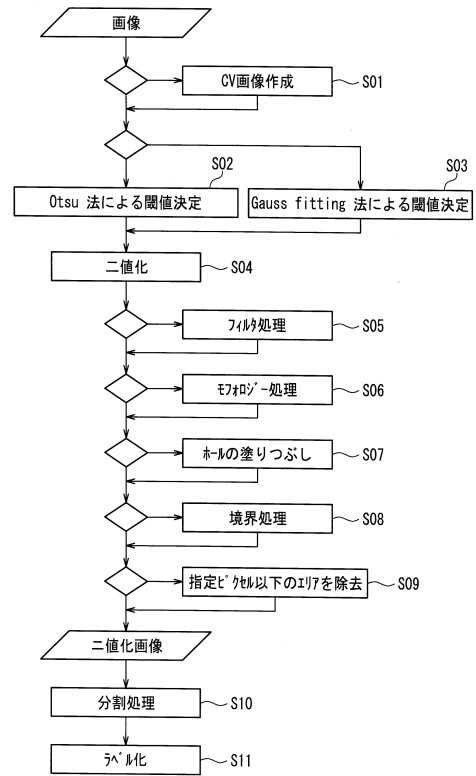 画像
CV画像作成
S01
S02
S03
Otsu 法による閾値決定
Gauss fitting 法による閾値決定
二値化
S04
フィルタ処理
S05
モフォロジー処理
S06
ホールの塗りつぶし
S07
境界処理
S08
指定ピクセル以下のエリアを除去
S09
二値化画像
分割処理
S10
ラベル化
S11